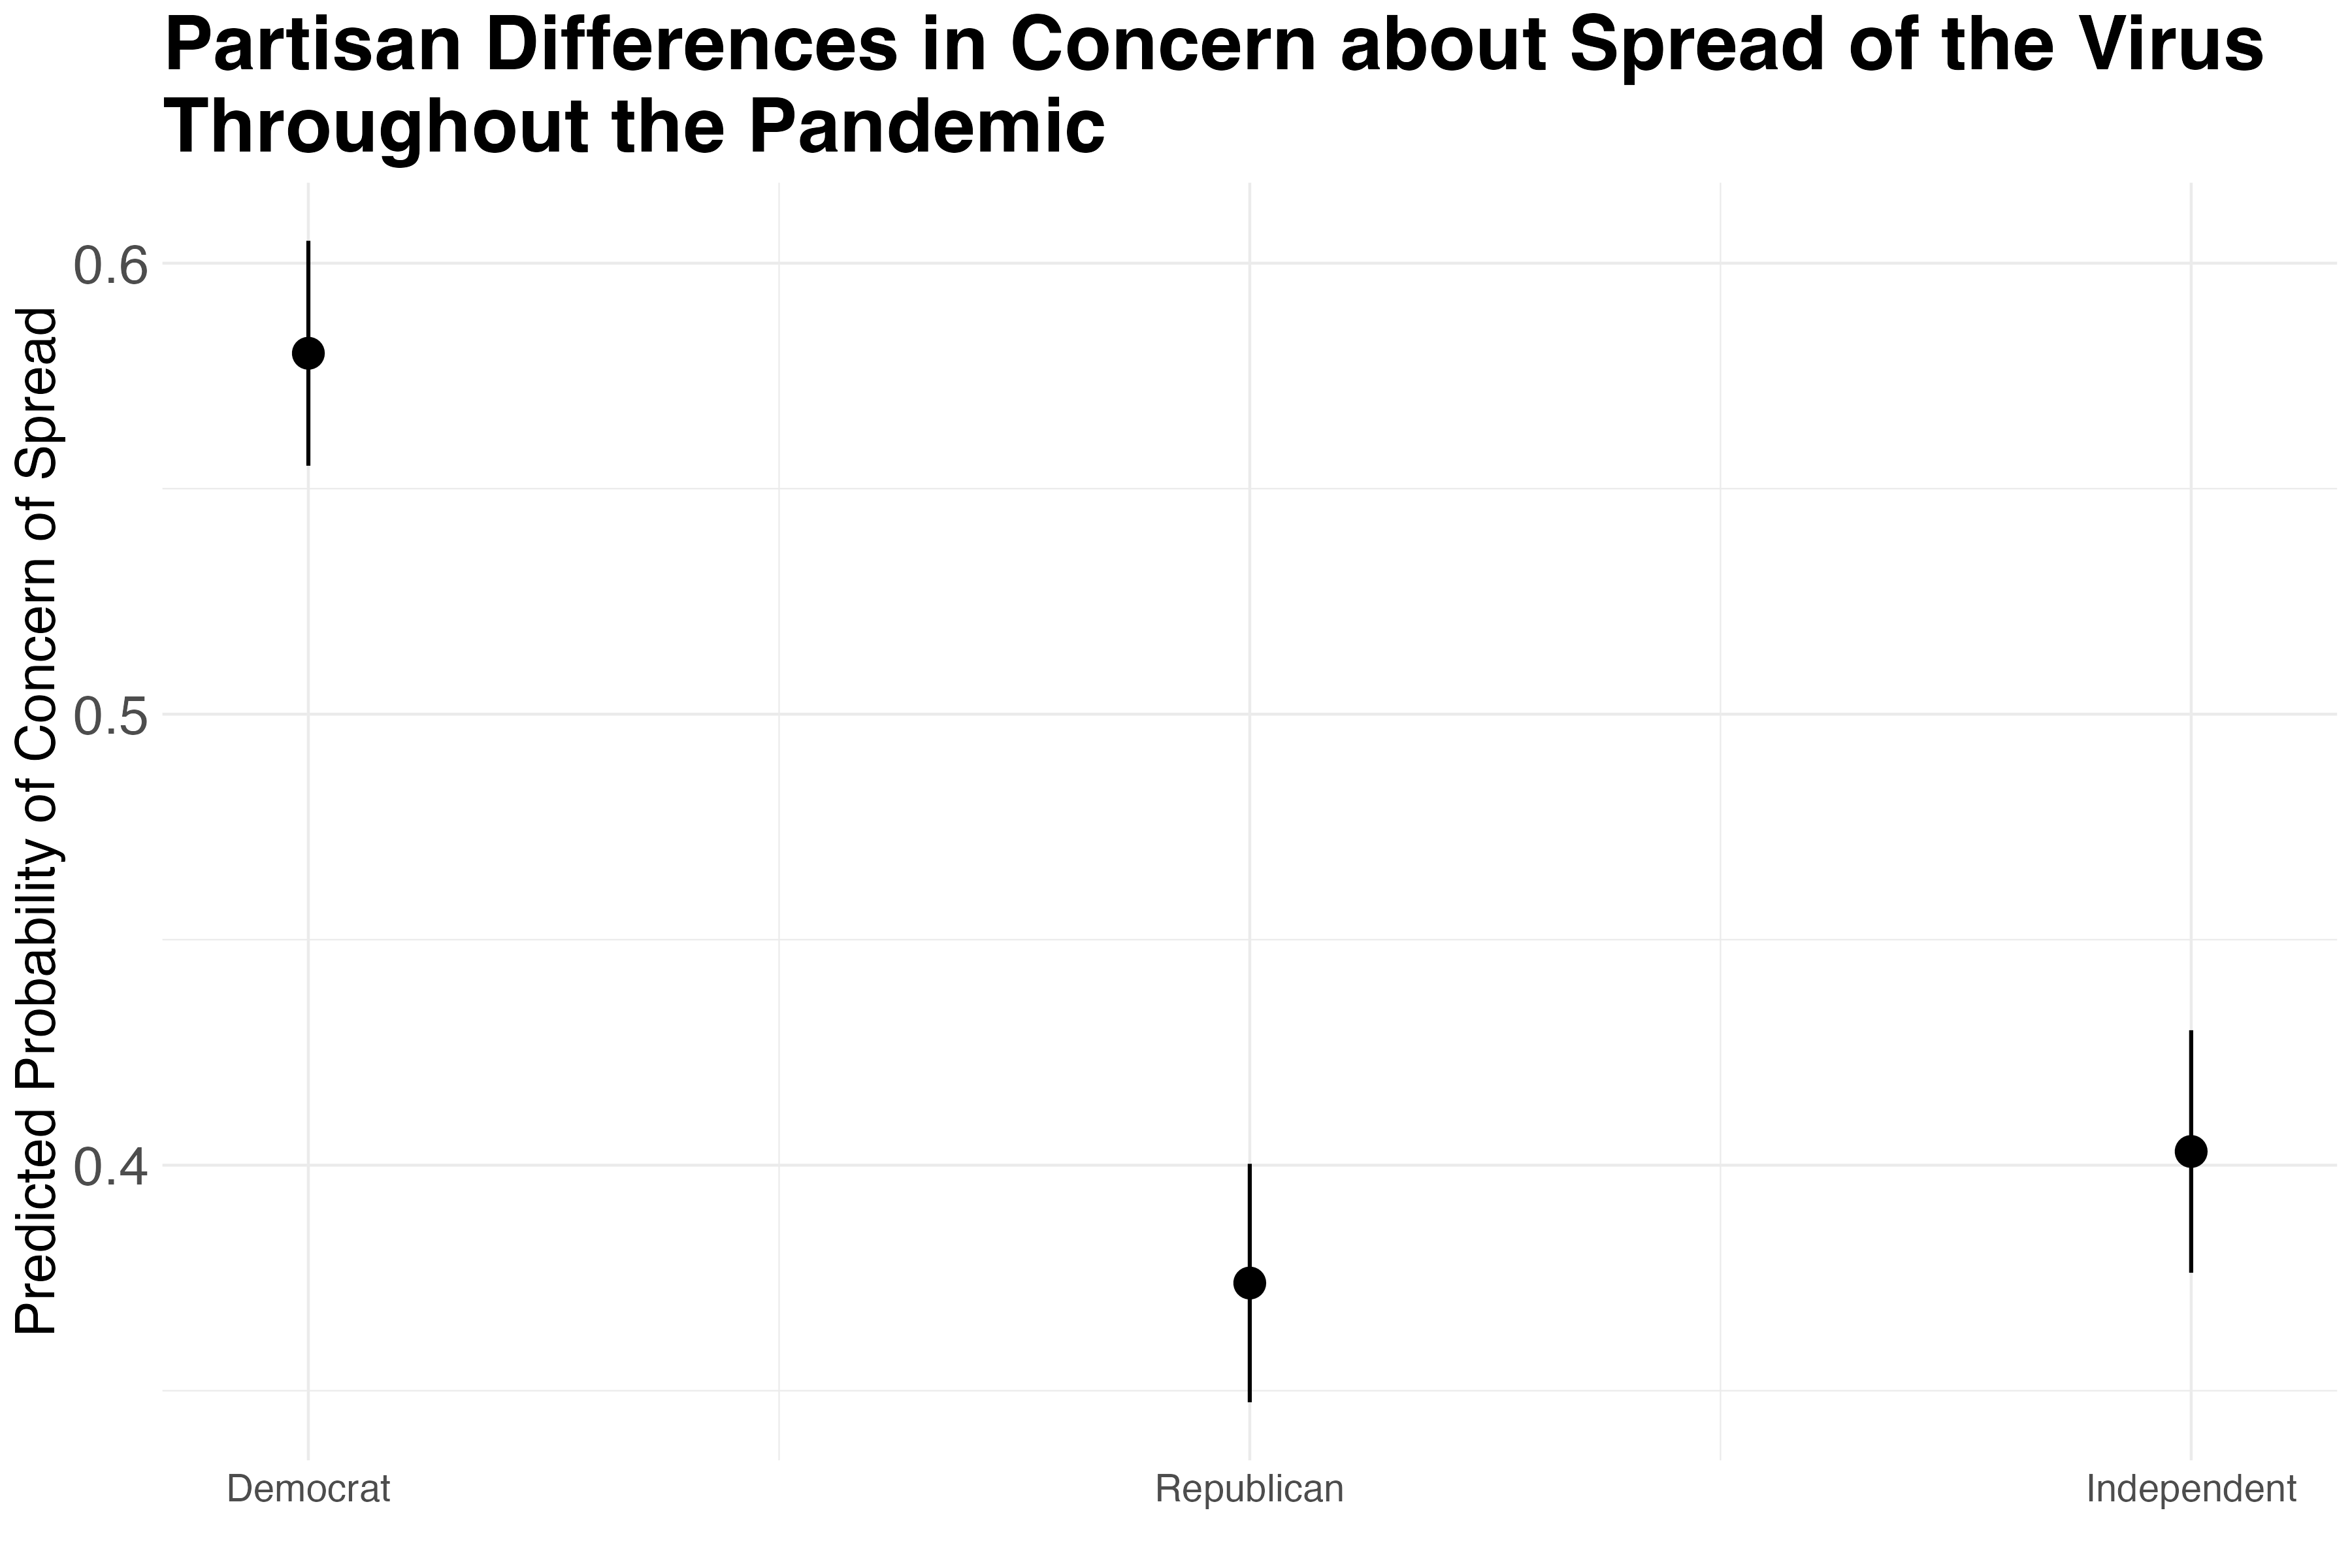 Partisan Differences in Concern about Spread of the Virus
Throughout the Pandemic
Predicted Probability of Concern of Spread
0.6
0.5
0.4
Democrat
Republican
Independent